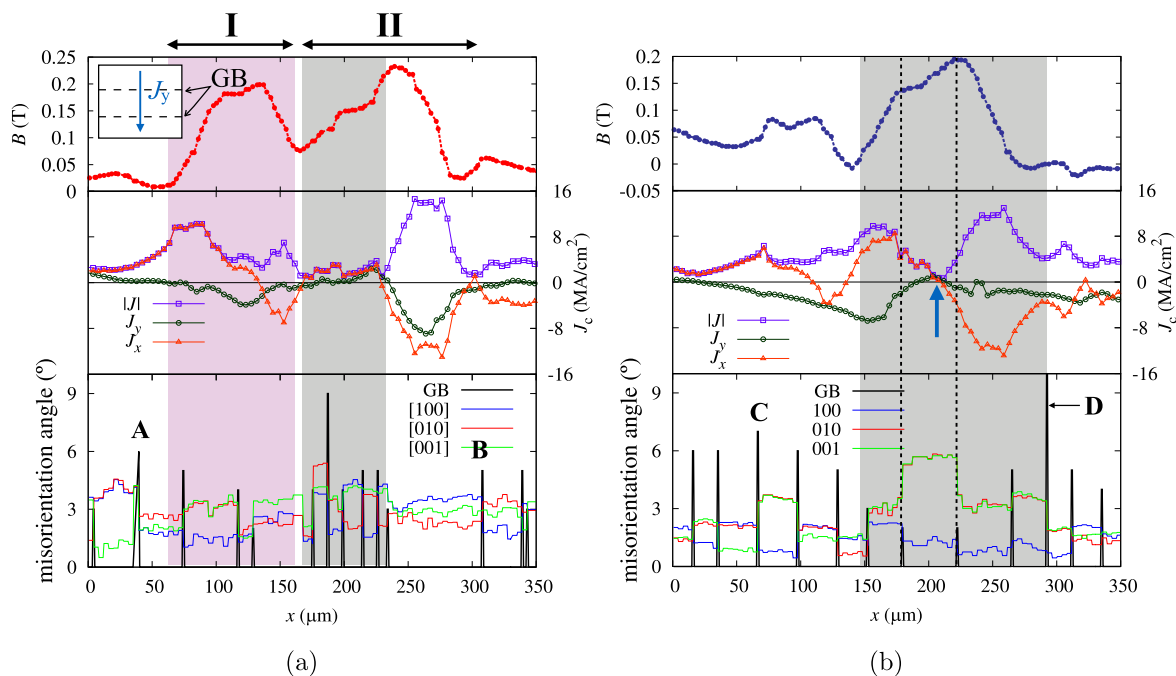 I
II
0.25
0.2
0.15
0.1
0.05
0
B (T)
GB
J_y
16
8
0
-8
-16
J_c (MA/cm^2)
|J|
J_y
J_x
misorientation angle (°)
9
6
3
0
A
B
GB
[100]
[010]
[001]
0 50 100 150 200 250 300 350
x (μm)
(a)
0.2
0.15
0.1
0.05
0
-0.05
B (T)
16
8
0
-8
-16
J_c (MA/cm^2)
|J|
J_y
J_x
misorientation angle (°)
9
6
3
0
C
D
GB
100
010
001
0 50 100 150 200 250 300 350
x (μm)
(b)